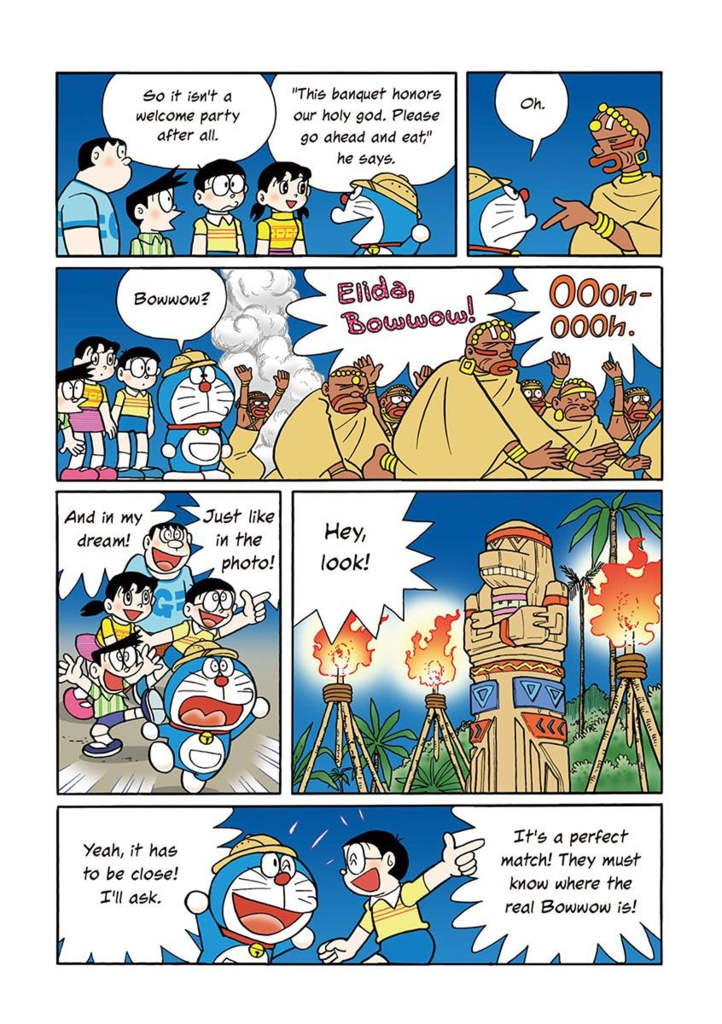 So it isn't a
welcome party
after all.
"This banquet honors
our holy god. Please
go ahead and eat,"
he says.
Oh.
Bowwow?
Elida,
Bowwow!
OOOh-
OOOh.
And in my
dream!
Just like
in the
photo!
Hey,
look!
Yeah, it has
to be close!
I'll ask.
It's a perfect
match! They must
know where the
real Bowwow is!